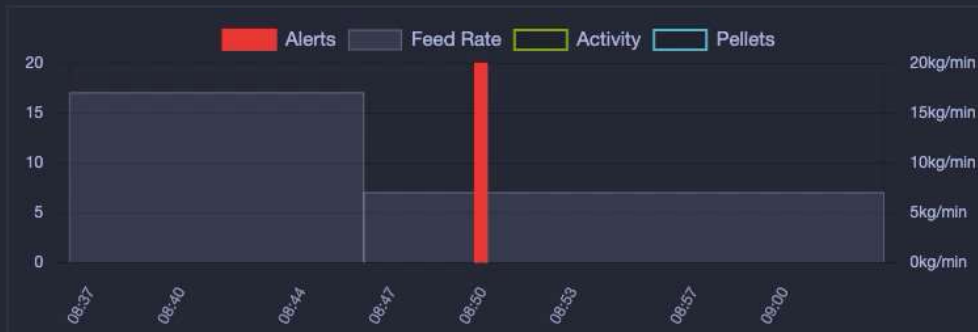 Alerts Feed Rate Activity Pellets
20 20kg/min
15 15kg/min
10 10kg/min
5 5kg/min
0 0kg/min
08:37 08:40 08:44 08:47 08:50 08:53 08:57 09:00